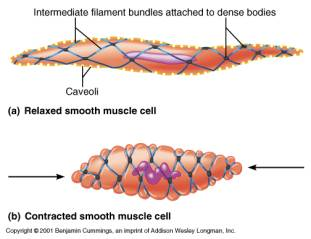 Intermediate filament bundles attached to dense bodies
Caveoli
(a) Relaxed smooth muscle cell
(b) Contracted smooth muscle cell
Copyright © 2001 Benjamin Cummings, an imprint of Addison Wesley Longman, Inc.